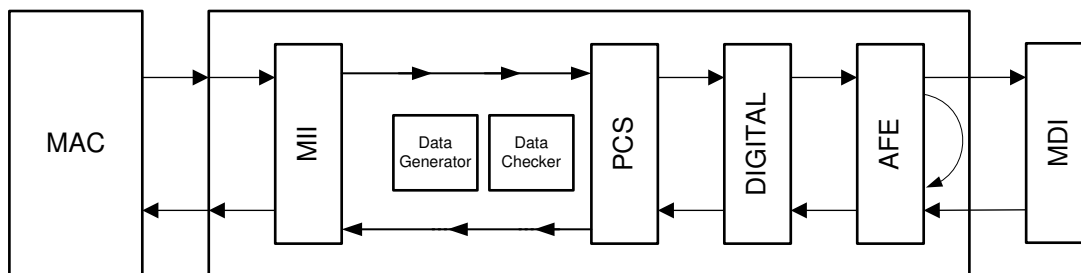 MAC
MII
Data
Generator
Data
Checker
PCS
DIGITAL
AFE
MDI